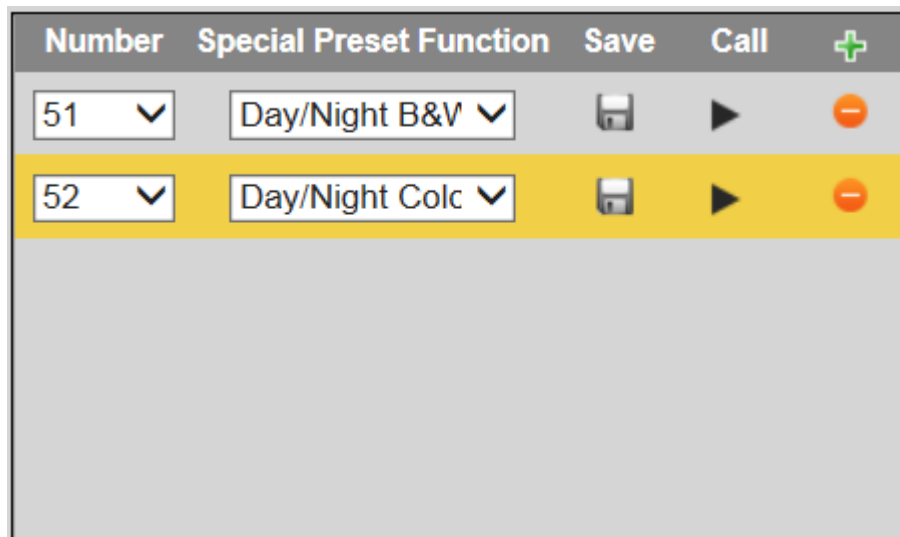 Number Special Preset Function Save Call
51 Day/Night B&W
52 Day/Night Colo